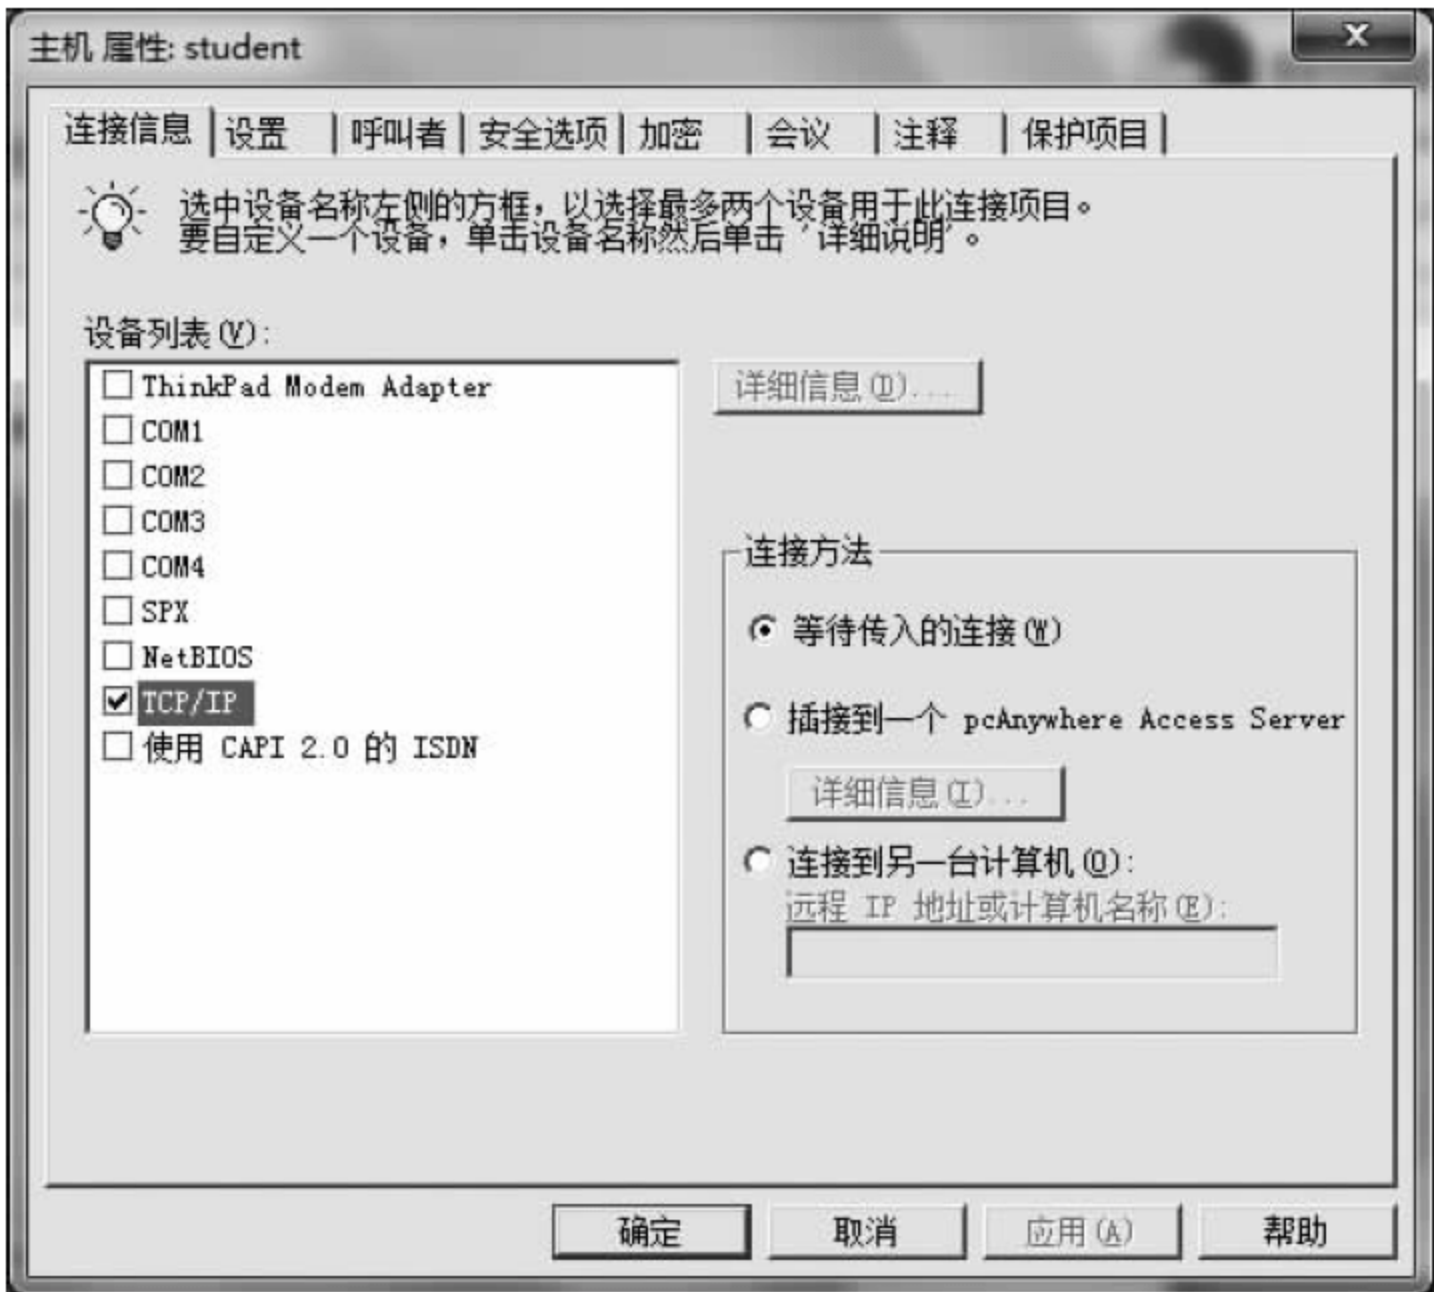 主机 属性: student
连接信息 设置 呼叫者 安全选项 加密 会议 注释 保护项目
选中设备名称左侧的方框，以选择最多两个设备用于此连接项目。
要自定义一个设备，单击设备名称然后单击 '详细说明'。
设备列表(V):
ThinkPad Modem Adapter
详细信息(D)...
COM1
COM2
COM3
COM4
SPX
NetBIOS
TCP/IP
使用 CAPI 2.0 的 ISDN
连接方法
等待传入的连接(W)
插接到一个 pcAnywhere Access Server
详细信息(I)...
连接到另一台计算机(O):
远程 IP 地址或计算机名称(E):
确定 取消 应用(A) 帮助